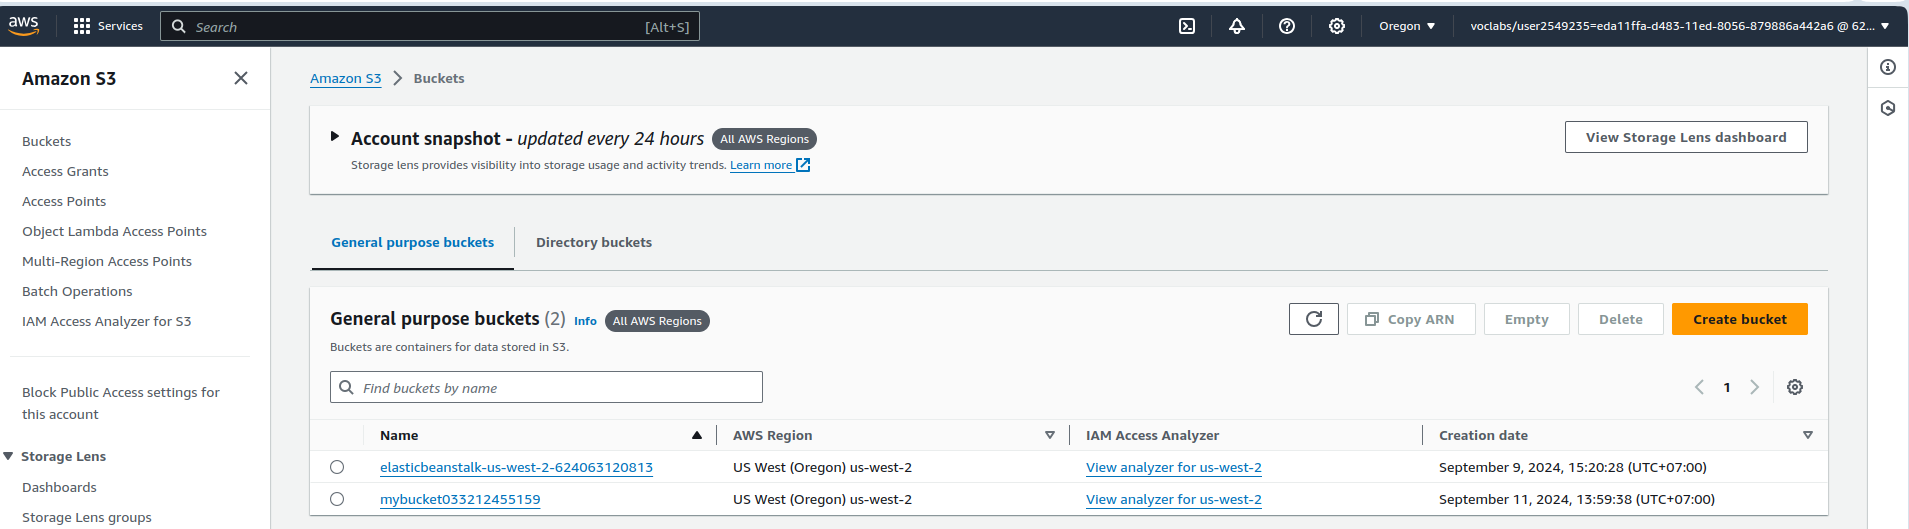 aws
Services
Search
[Alt+S]
Oregon
voclabs/user2549235=eda11ffa-d483-11ed-8056-879886a442a6 @ 62...
Amazon S3
Buckets
Access Grants
Access Points
Object Lambda Access Points
Multi-Region Access Points
Batch Operations
IAM Access Analyzer for S3
Block Public Access settings for
this account
Storage Lens
Dashboards
Storage Lens groups
Amazon S3 > Buckets
Account snapshot - updated every 24 hours All AWS Regions
Storage lens provides visibility into storage usage and activity trends. Learn more
View Storage Lens dashboard
General purpose buckets
Directory buckets
General purpose buckets (2) Info All AWS Regions
Buckets are containers for data stored in S3.
Copy ARN
Empty
Delete
Create bucket
Find buckets by name
1
Name AWS Region IAM Access Analyzer Creation date
elasticbeanstalk-us-west-2-624063120813 US West (Oregon) us-west-2 View analyzer for us-west-2 September 9, 2024, 15:20:28 (UTC+07:00)
mybucket033212455159 US West (Oregon) us-west-2 View analyzer for us-west-2 September 11, 2024, 13:59:38 (UTC+07:00)